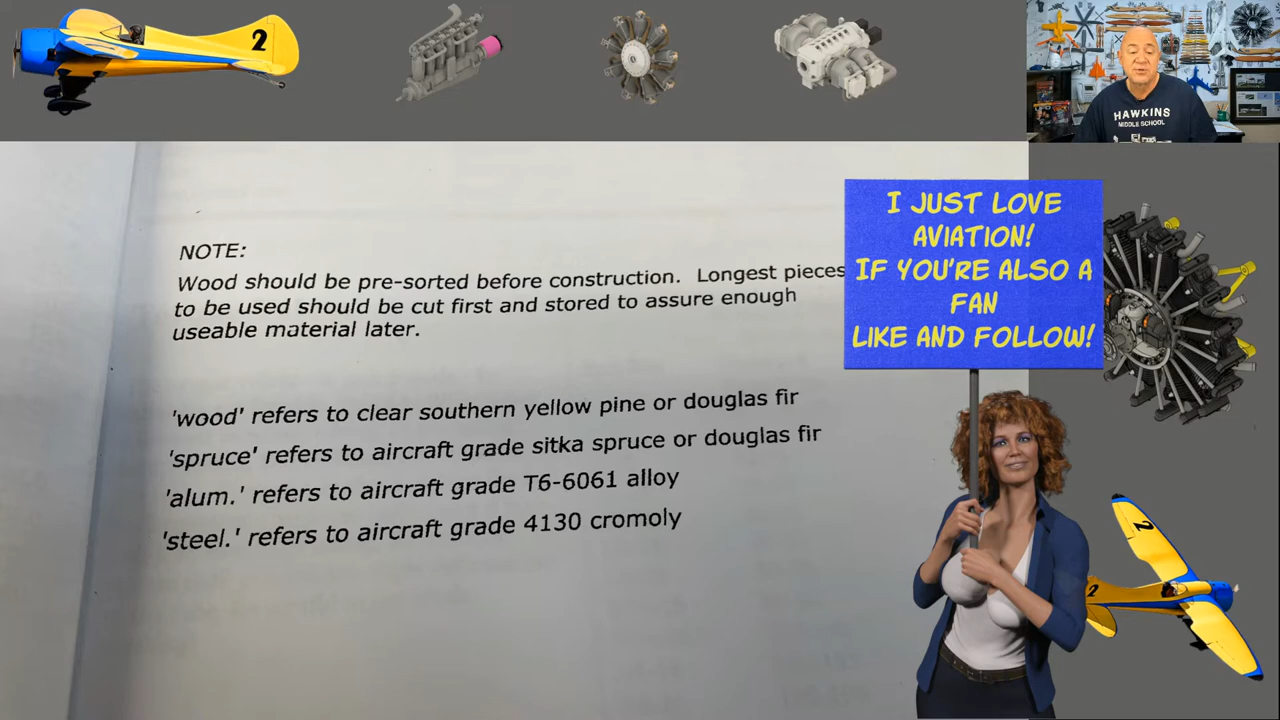 2
HAWKINS
MIDDLE SCHOOL
NOTE:
Wood should be pre-sorted before construction. Longest pieces
to be used should be cut first and stored to assure enough
useable material later.
'wood' refers to clear southern yellow pine or douglas fir
'spruce' refers to aircraft grade sitka spruce or douglas fir
'alum.' refers to aircraft grade T6-6061 alloy
'steel.' refers to aircraft grade 4130 cromoly
I JUST LOVE
AVIATION!
IF YOU'RE ALSO A
FAN
LIKE AND FOLLOW!
2
2